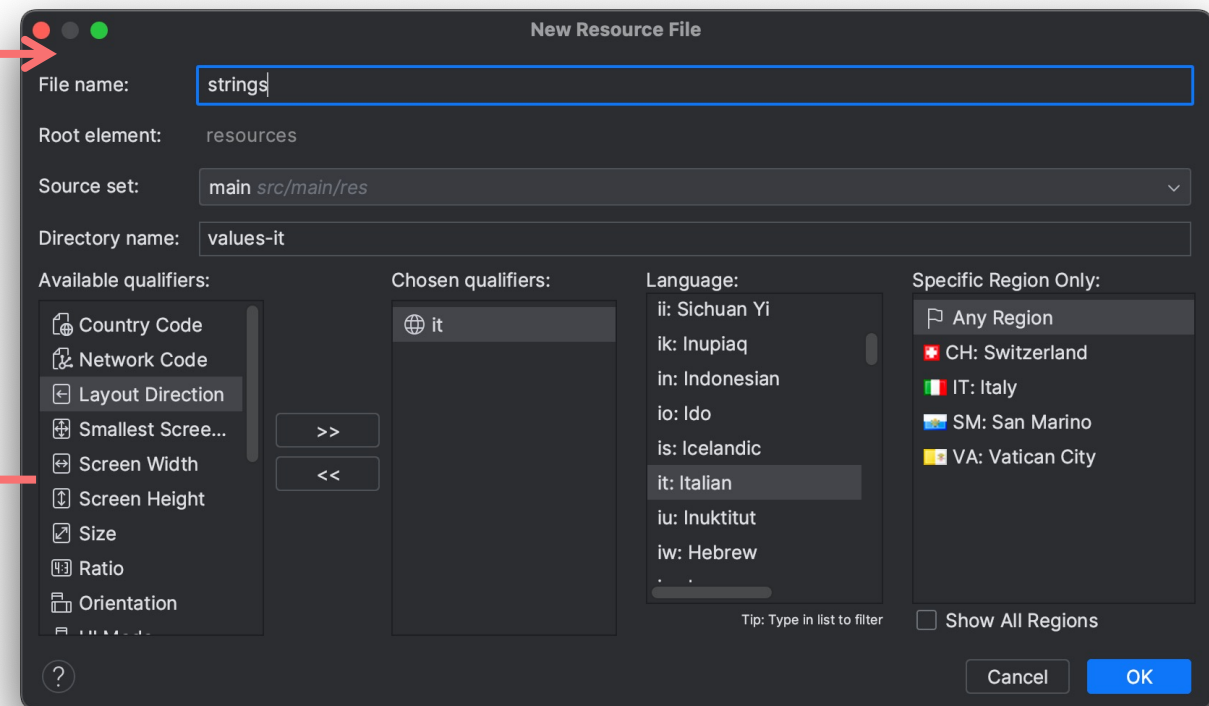 New Resource File
File name:
strings
Root element:
resources
Source set:
main src/main/res
Directory name:
values-it
Available qualifiers:
Country Code
Network Code
Layout Direction
Smallest Scree...
Screen Width
Screen Height
Size
Ratio
Orientation
>>
<<
Chosen qualifiers:
it
Language:
ii: Sichuan Yi
ik: Inupiaq
in: Indonesian
io: Ido
is: Icelandic
it: Italian
iu: Inuktitut
iw: Hebrew
Tip: Type in list to filter
Specific Region Only:
Any Region
CH: Switzerland
IT: Italy
SM: San Marino
VA: Vatican City
Show All Regions
?
Cancel
OK